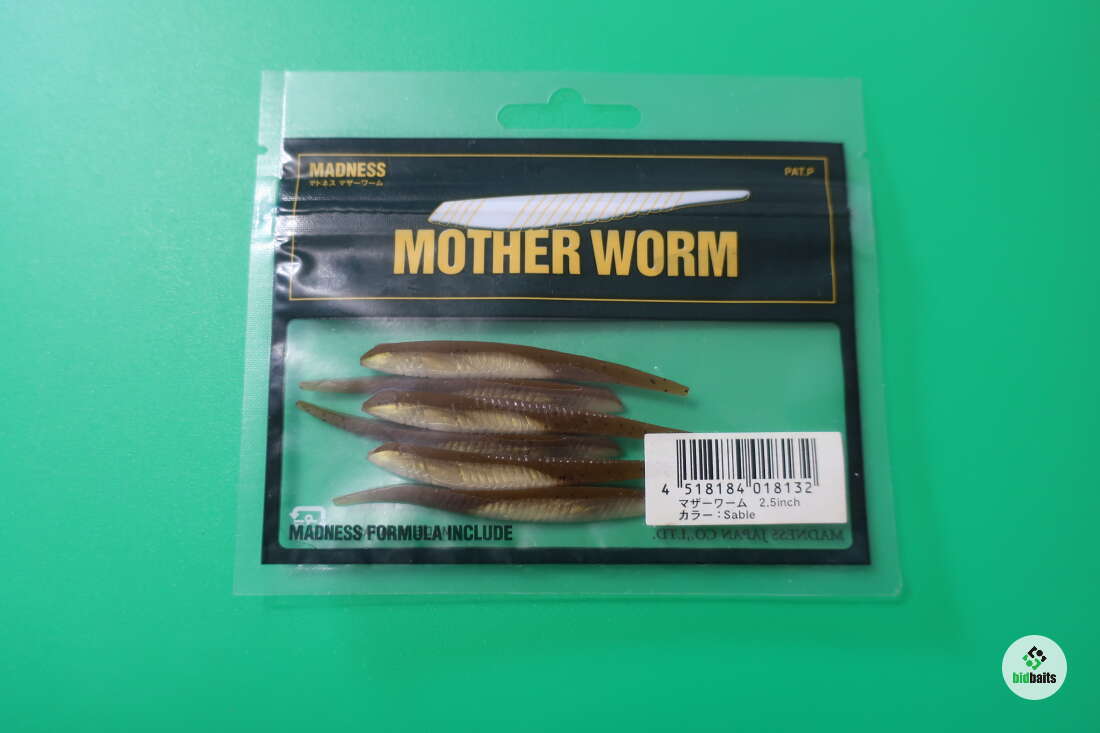 MADNESS
マドネス マザーワーム
PAT.P
MOTHER WORM
4 518184 018132
マザーワーム 2.5inch
カラー：Sable
MADNESS FORMULA INCLUDE
MADNESS JAPAN CO.,LTD.
bidbaits